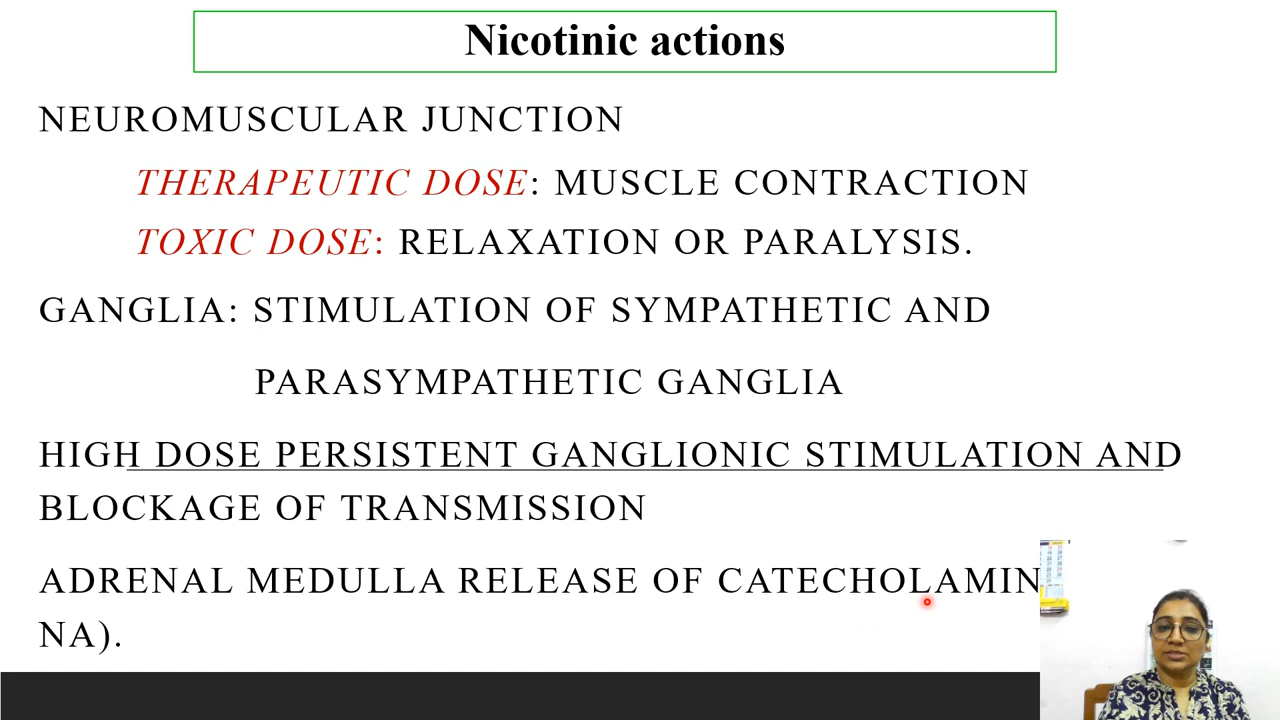 Nicotinic actions
NEUROMUSCULAR JUNCTION
THERAPEUTIC DOSE: MUSCLE CONTRACTION
TOXIC DOSE: RELAXATION OR PARALYSIS.
GANGLIA: STIMULATION OF SYMPATHETIC AND
PARASYMPATHETIC GANGLIA
HIGH DOSE PERSISTENT GANGLIONIC STIMULATION AND
BLOCKAGE OF TRANSMISSION
ADRENAL MEDULLA RELEASE OF CATECHOLAMIN
NA).